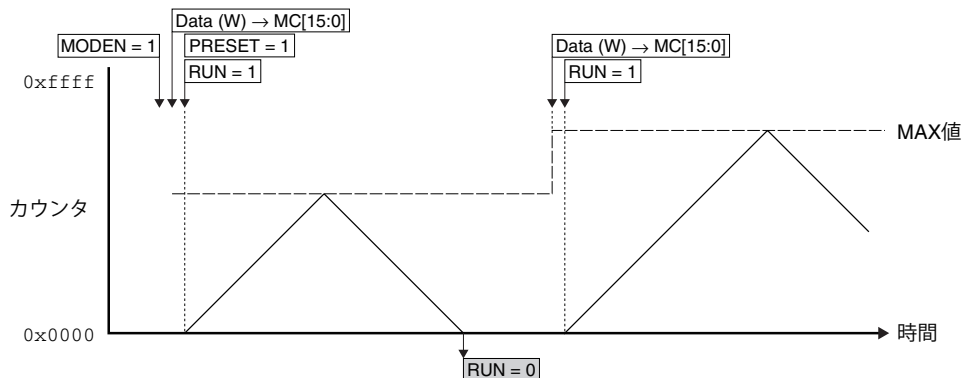 Data (W) → MC[15:0]
MODEN = 1
PRESET = 1
RUN = 1
Data (W) → MC[15:0]
RUN = 1
0xffff
MAX値
カウンタ
0x0000
時間
RUN = 0